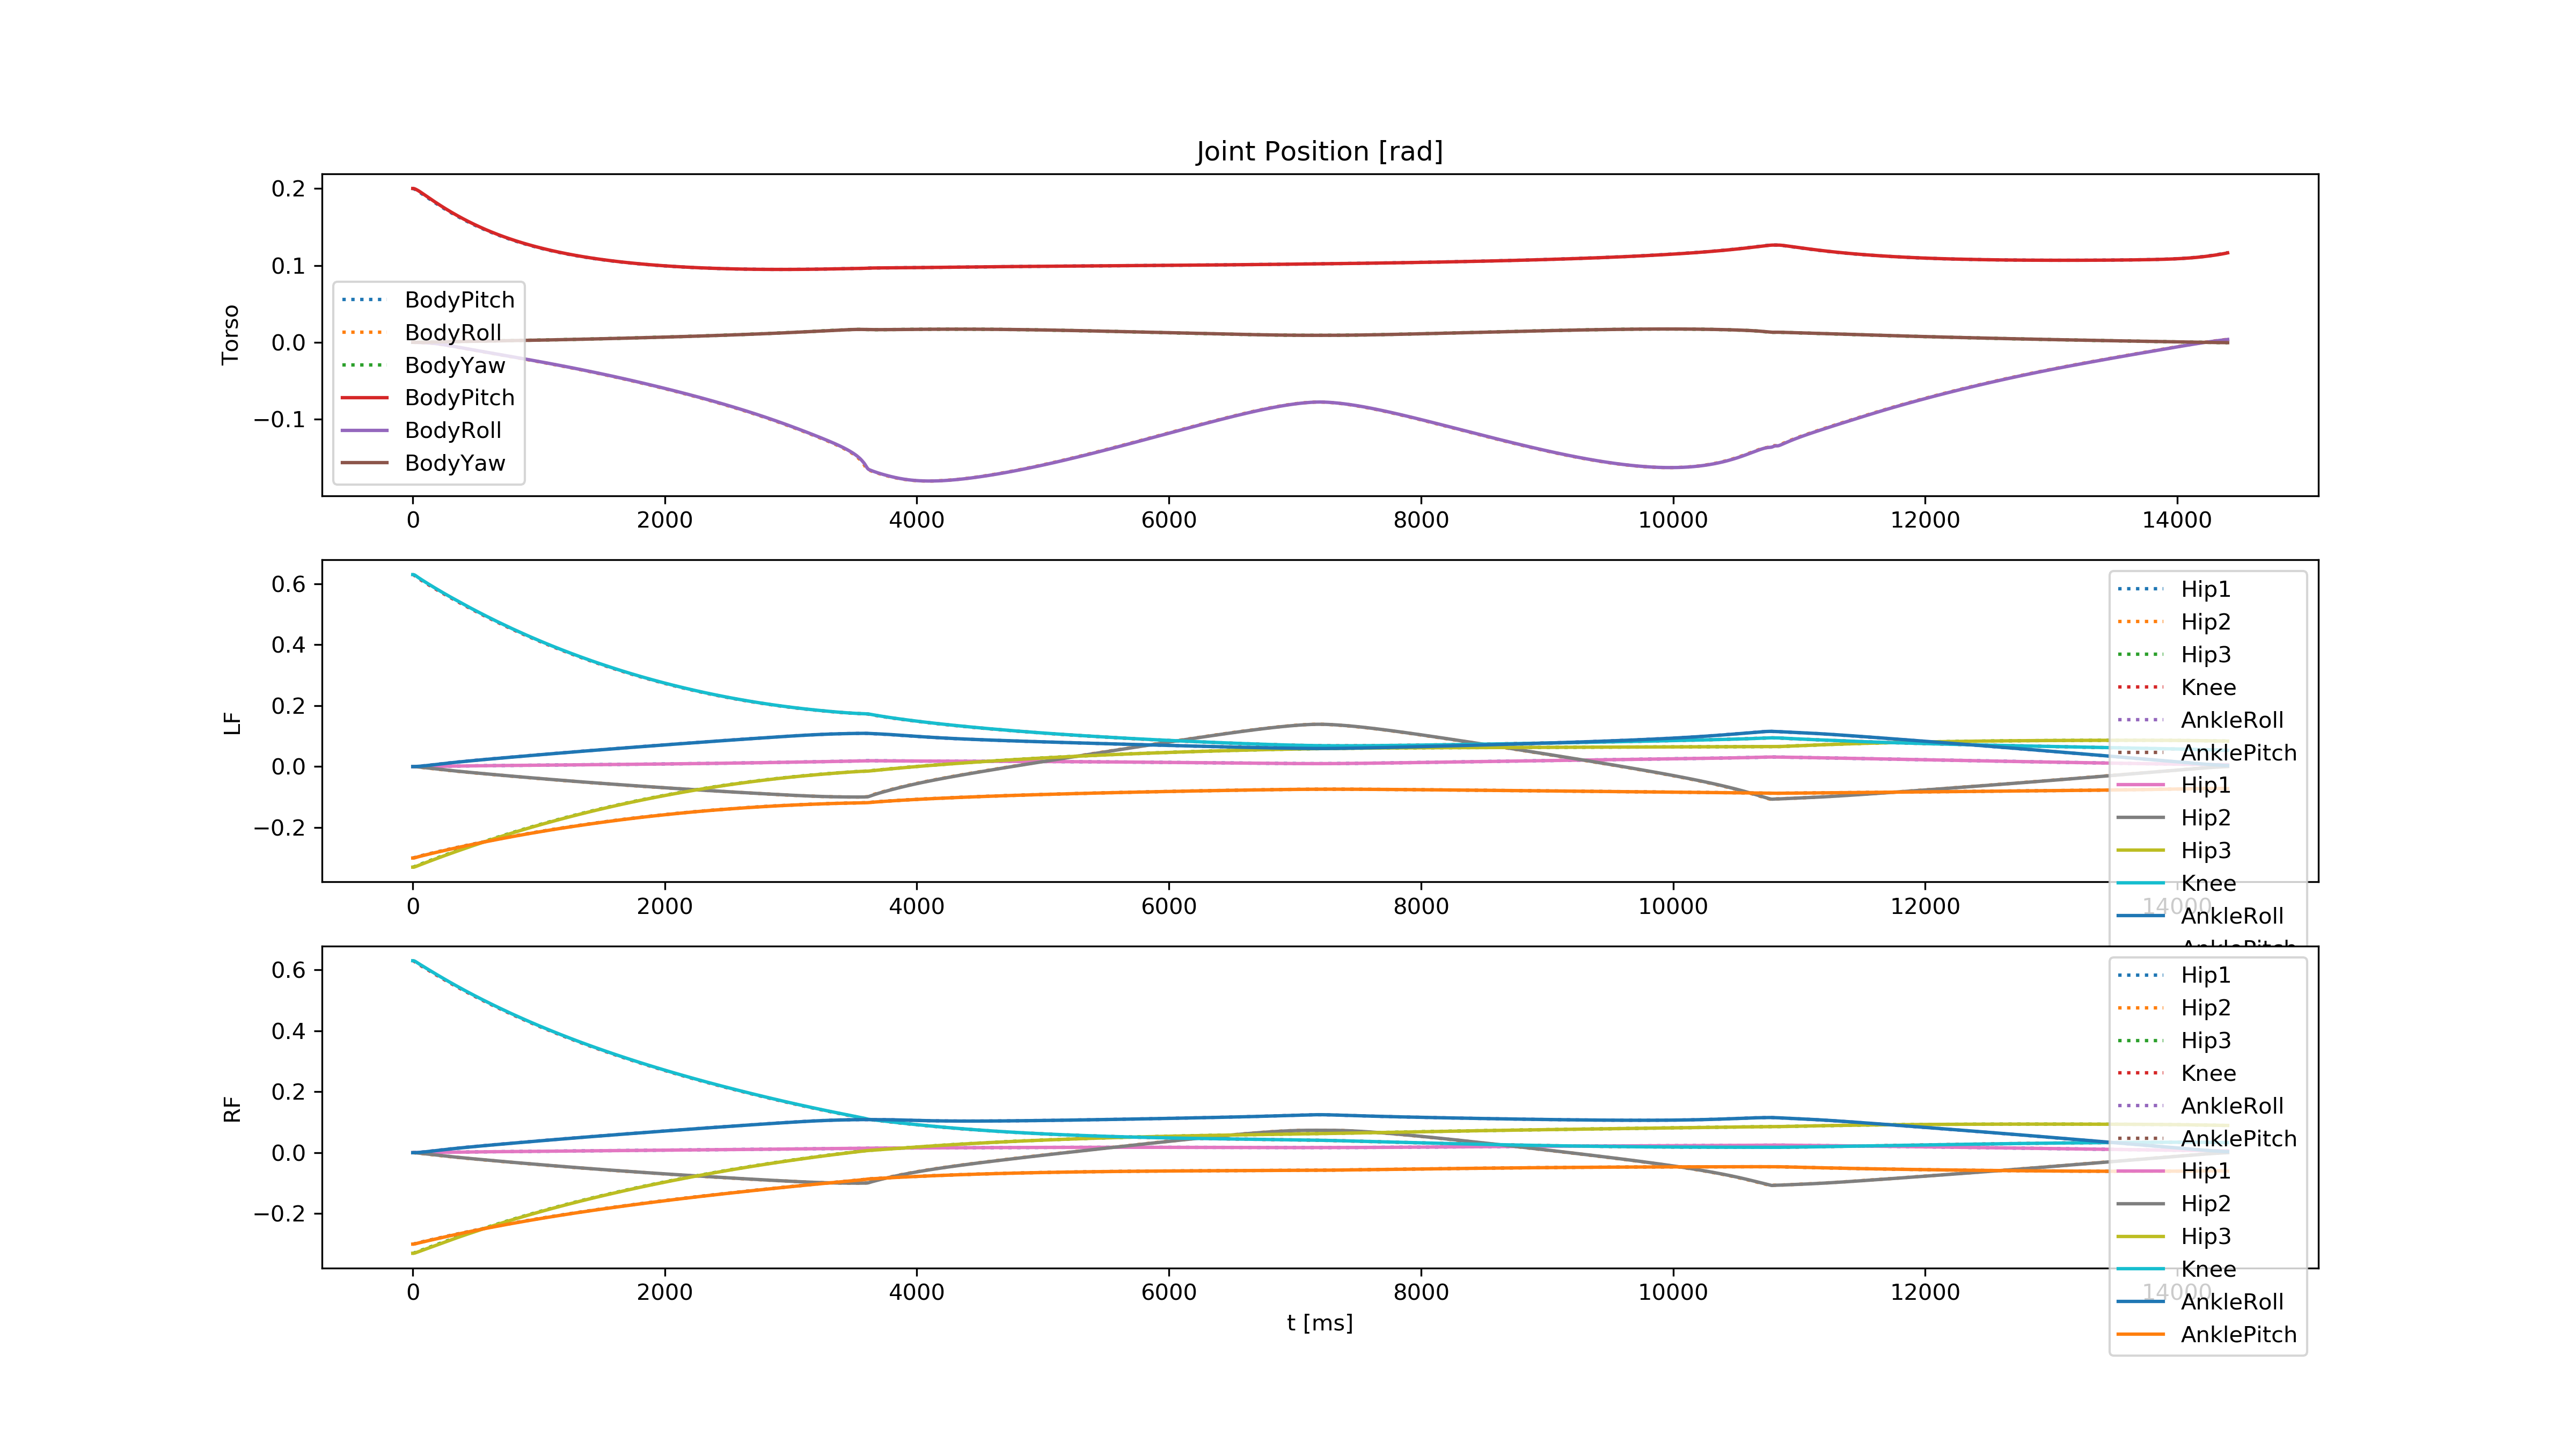 Joint Position [rad]
Torso
0.2
0.1
0.0
−0.1
BodyPitch
BodyRoll
BodyYaw
BodyPitch
BodyRoll
BodyYaw
0 2000 4000 6000 8000 10000 12000 14000
LF
0.6
0.4
0.2
0.0
−0.2
Hip1
Hip2
Hip3
Knee
AnkleRoll
AnklePitch
Hip1
Hip2
Hip3
Knee
AnkleRoll
AnklePitch
0 2000 4000 6000 8000 10000 12000 14000
RF
0.6
0.4
0.2
0.0
−0.2
Hip1
Hip2
Hip3
Knee
AnkleRoll
AnklePitch
Hip1
Hip2
Hip3
Knee
AnkleRoll
AnklePitch
0 2000 4000 6000 8000 10000 12000 14000
t [ms]